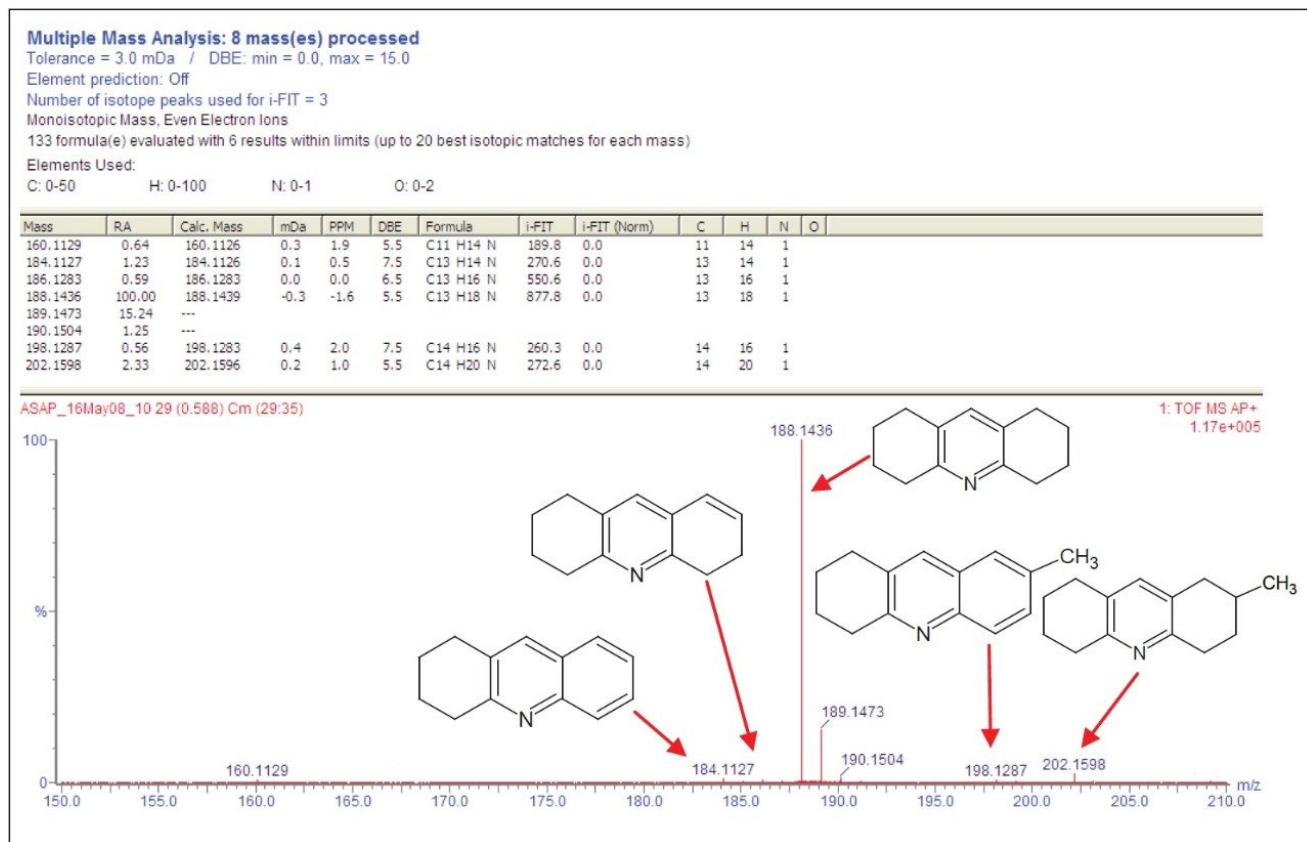 Multiple Mass Analysis: 8 mass(es) processed
Tolerance = 3.0 mDa / DBE: min = 0.0, max = 15.0
Element prediction: Off
Number of isotope peaks used for i-FIT = 3
Monoisotopic Mass, Even Electron Ions
133 formula(e) evaluated with 6 results within limits (up to 20 best isotopic matches for each mass)
Elements Used:
C: 0-50 H: 0-100 N: 0-1 O: 0-2
Mass RA Calc. Mass mDa PPM DBE Formula i-FIT i-FIT (Norm) C H N O
160.1129 0.64 160.1126 0.3 1.9 5.5 C11 H14 N 189.8 0.0 11 14 1
184.1127 1.23 184.1126 0.1 0.5 7.5 C13 H14 N 270.6 0.0 13 14 1
186.1283 0.59 186.1283 0.0 0.0 6.5 C13 H16 N 550.6 0.0 13 16 1
188.1436 100.00 188.1439 -0.3 -1.6 5.5 C13 H18 N 877.8 0.0 13 18 1
189.1473 15.24 ---
190.1504 1.25 ---
198.1287 0.56 198.1283 0.4 2.0 7.5 C14 H16 N 260.3 0.0 14 16 1
202.1598 2.33 202.1596 0.2 1.0 5.5 C14 H20 N 272.6 0.0 14 20 1
ASAP_16May08_10 29 (0.588) Cm (29:35)
1: TOF MS AP+
1.17e+005
100
188.1436
N
N
CH3
N
CH3
N
%
N
189.1473
190.1504
160.1129
184.1127
198.1287
202.1598
0
150.0 155.0 160.0 165.0 170.0 175.0 180.0 185.0 190.0 195.0 200.0 205.0 210.0
m/z